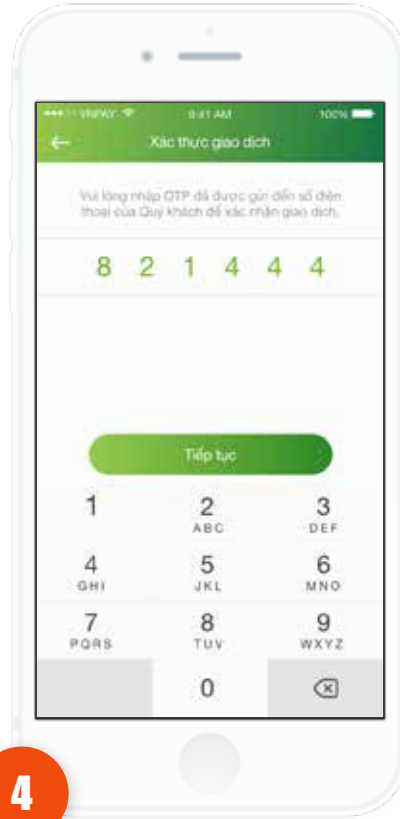 VNPAY 9:41 AM 100%
Xác thực giao dịch
Vui lòng nhập OTP đã được gửi đến số điện
thoại của Quý khách để xác nhận giao dịch.
8 2 1 4 4 4
Tiếp tục
1 2 3
ABC DEF
4 5 6
GHI JKL MNO
7 8 9
PQRS TUV WXYZ
0
4